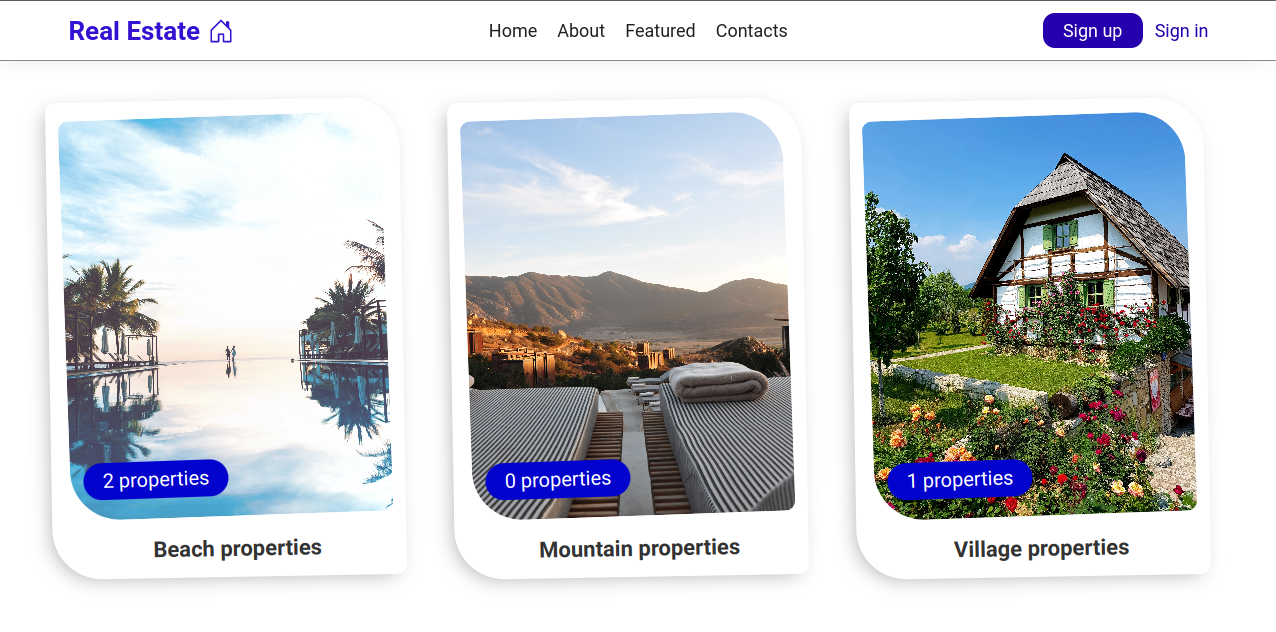 Real Estate
Home About Featured Contacts
Sign up Sign in
2 properties
Beach properties
0 properties
Mountain properties
1 properties
Village properties